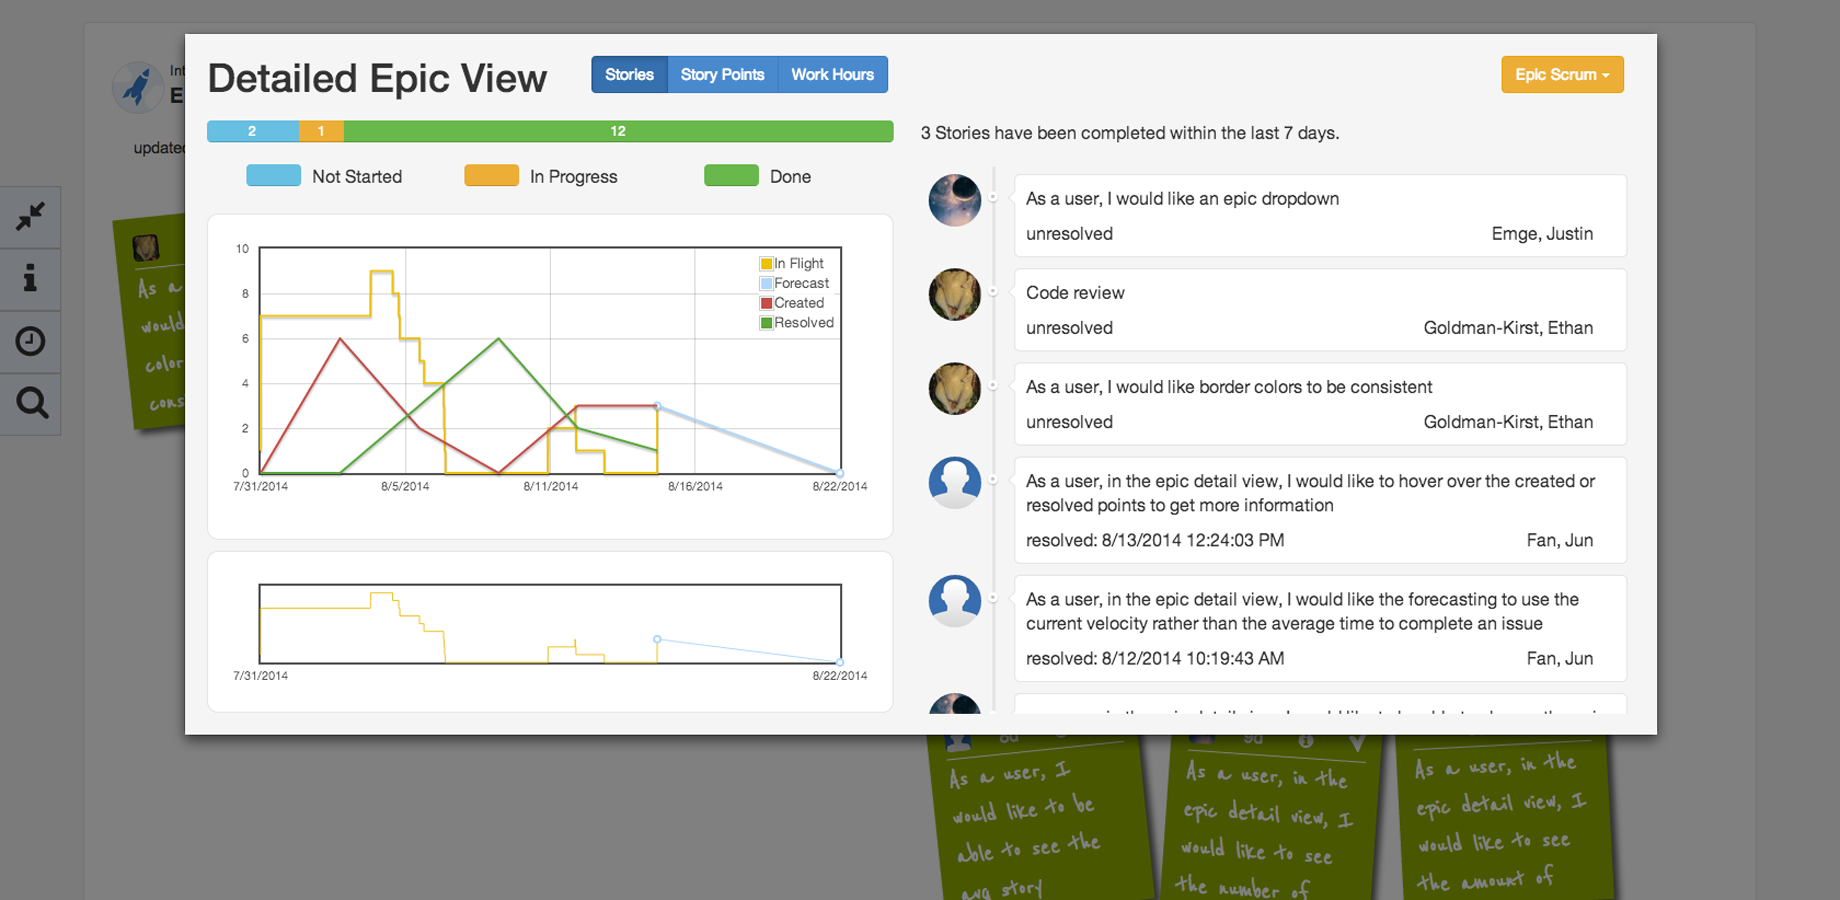 Int
E
updated
Detailed Epic View
Stories
Story Points
Work Hours
Epic Scrum
2
1
12
Not Started
In Progress
Done
10
8
6
4
2
0
In Flight
Forecast
Created
Resolved
7/31/2014
8/5/2014
8/11/2014
8/16/2014
8/22/2014
7/31/2014
8/22/2014
3 Stories have been completed within the last 7 days.
As a user, I would like an epic dropdown
unresolved
Emge, Justin
Code review
unresolved
Goldman-Kirst, Ethan
As a user, I would like border colors to be consistent
unresolved
Goldman-Kirst, Ethan
As a user, in the epic detail view, I would like to hover over the created or
resolved points to get more information
resolved: 8/13/2014 12:24:03 PM
Fan, Jun
As a user, in the epic detail view, I would like the forecasting to use the
current velocity rather than the average time to complete an issue
resolved: 8/12/2014 10:19:43 AM
Fan, Jun
As a
would
color
cons
8d
As a user, I
would like to be
able to see the
avg story
9d
As a user, in the
epic detail view, I
would like to see
the number of
As a user, in the
epic detail view, I
would like to see
the amount of